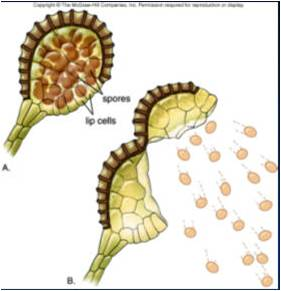 Copyright © The McGraw-Hill Companies, Inc. Permission required for reproduction or display.
spores
lip cells
A.
B.